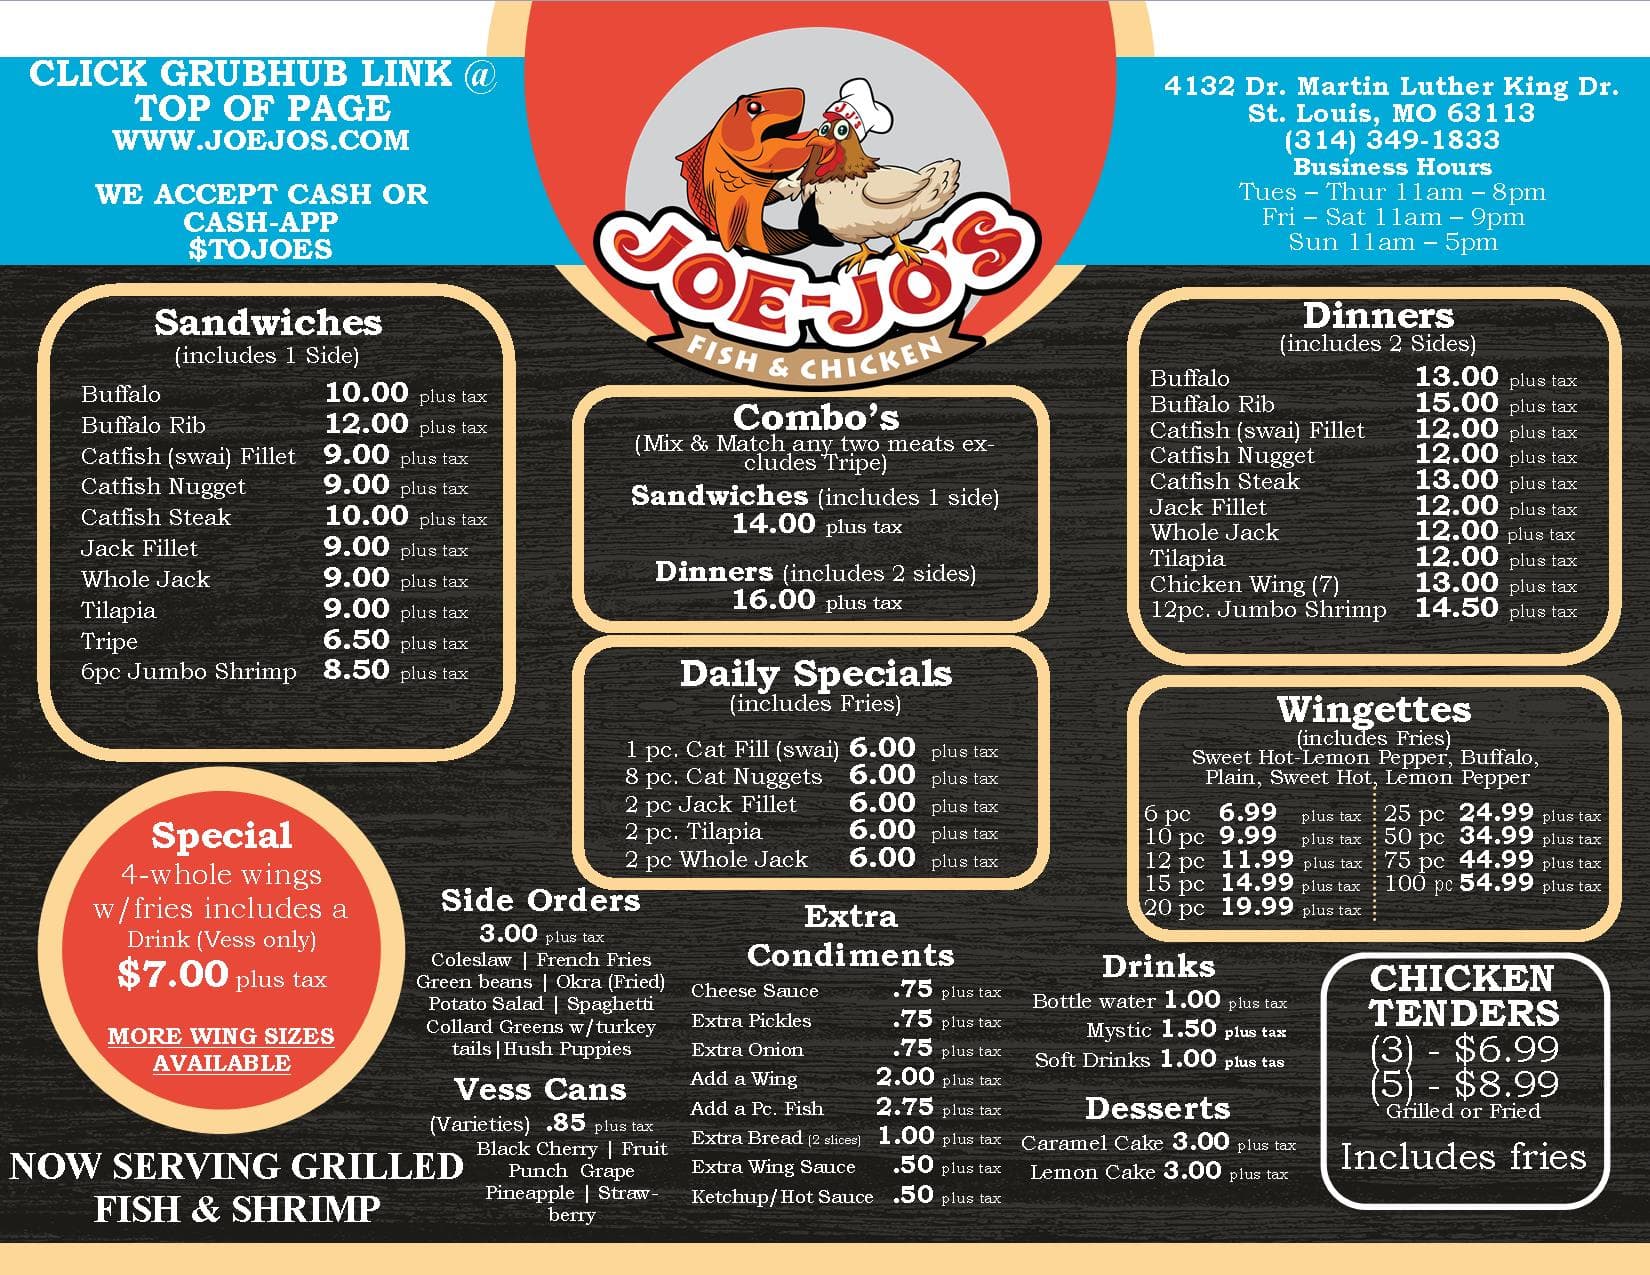 CLICK GRUBHUB LINK @
TOP OF PAGE
WWW.JOEJOS.COM
WE ACCEPT CASH OR
CASH-APP
$TOJOES
JJ's
JOE-JO'S
FISH & CHICKEN
4132 Dr. Martin Luther King Dr.
St. Louis, MO 63113
(314) 349-1833
Business Hours
Tues – Thur 11am – 8pm
Fri – Sat 11am – 9pm
Sun 11am – 5pm
Sandwiches
(includes 1 Side)
Buffalo 10.00 plus tax
Buffalo Rib 12.00 plus tax
Catfish (swai) Fillet 9.00 plus tax
Catfish Nugget 9.00 plus tax
Catfish Steak 10.00 plus tax
Jack Fillet 9.00 plus tax
Whole Jack 9.00 plus tax
Tilapia 9.00 plus tax
Tripe 6.50 plus tax
6pc Jumbo Shrimp 8.50 plus tax
Combo's
(Mix & Match any two meats ex-
cludes Tripe)
Sandwiches (includes 1 side)
14.00 plus tax
Dinners (includes 2 sides)
16.00 plus tax
Dinners
(includes 2 Sides)
Buffalo 13.00 plus tax
Buffalo Rib 15.00 plus tax
Catfish (swai) Fillet 12.00 plus tax
Catfish Nugget 12.00 plus tax
Catfish Steak 13.00 plus tax
Jack Fillet 12.00 plus tax
Whole Jack 12.00 plus tax
Tilapia 12.00 plus tax
Chicken Wing (7) 13.00 plus tax
12pc. Jumbo Shrimp 14.50 plus tax
Daily Specials
(includes Fries)
1 pc. Cat Fill (swai) 6.00 plus tax
8 pc. Cat Nuggets 6.00 plus tax
2 pc Jack Fillet 6.00 plus tax
2 pc. Tilapia 6.00 plus tax
2 pc Whole Jack 6.00 plus tax
Wingettes
(includes Fries)
Sweet Hot-Lemon Pepper, Buffalo,
Plain, Sweet Hot, Lemon Pepper
6 pc 6.99 plus tax
10 pc 9.99 plus tax
12 pc 11.99 plus tax
15 pc 14.99 plus tax
20 pc 19.99 plus tax
25 pc 24.99 plus tax
50 pc 34.99 plus tax
75 pc 44.99 plus tax
100 pc 54.99 plus tax
Special
4-whole wings
w/fries includes a
Drink (Vess only)
$7.00 plus tax
MORE WING SIZES
AVAILABLE
NOW SERVING GRILLED
FISH & SHRIMP
Side Orders
3.00 plus tax
Coleslaw | French Fries
Green beans | Okra (Fried)
Potato Salad | Spaghetti
Collard Greens w/turkey
tails|Hush Puppies
Vess Cans
(Varieties) .85 plus tax
Black Cherry | Fruit
Punch Grape
Pineapple | Straw-
berry
Extra
Condiments
Cheese Sauce .75 plus tax
Extra Pickles .75 plus tax
Extra Onion .75 plus tax
Add a Wing 2.00 plus tax
Add a Pc. Fish 2.75 plus tax
Extra Bread (2 slices) 1.00 plus tax
Extra Wing Sauce .50 plus tax
Ketchup/Hot Sauce .50 plus tax
Drinks
Bottle water 1.00 plus tax
Mystic 1.50 plus tax
Soft Drinks 1.00 plus tas
Desserts
Caramel Cake 3.00 plus tax
Lemon Cake 3.00 plus tax
CHICKEN
TENDERS
(3) - $6.99
(5) - $8.99
Grilled or Fried
Includes fries